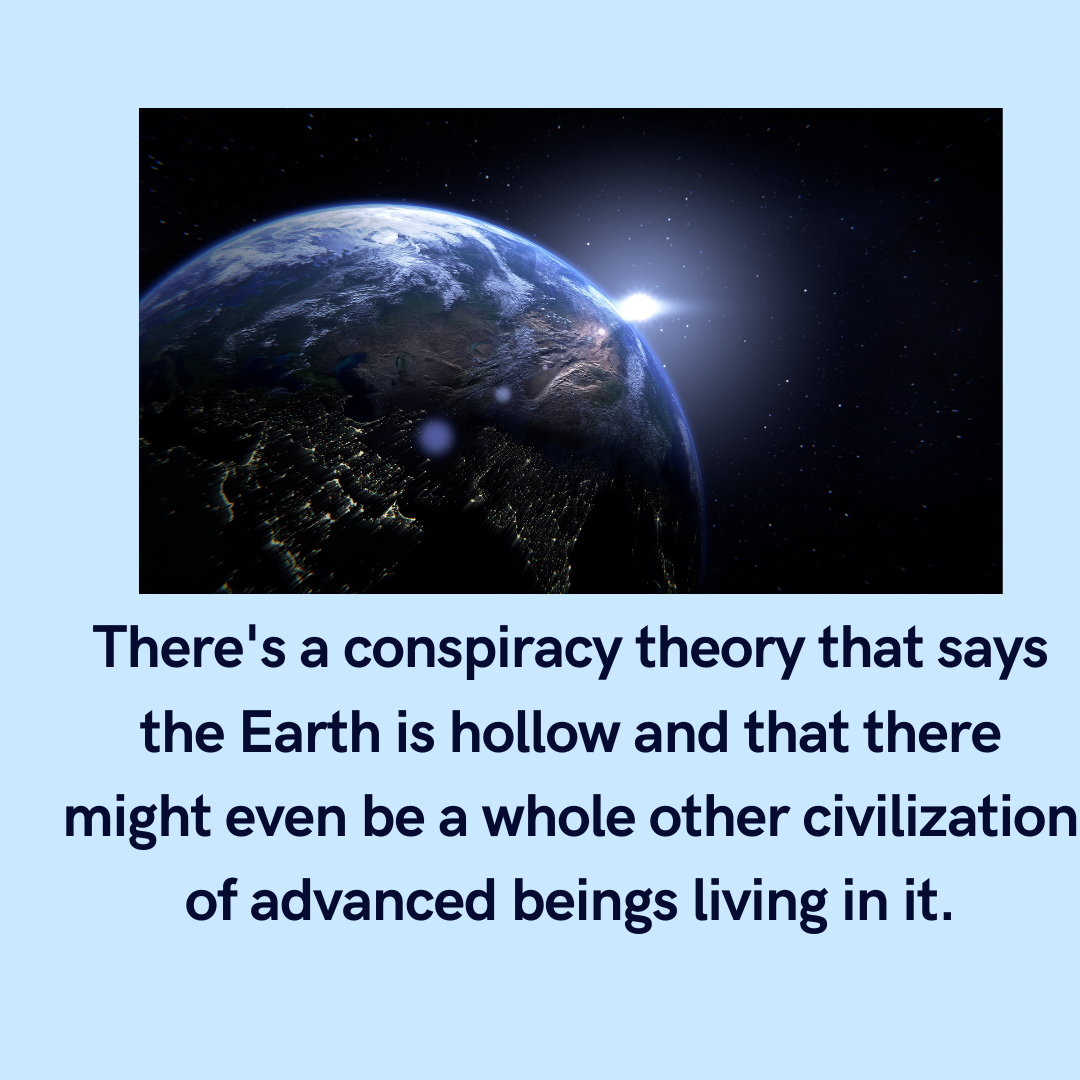 There's a conspiracy theory that says
the Earth is hollow and that there
might even be a whole other civilization
of advanced beings living in it.